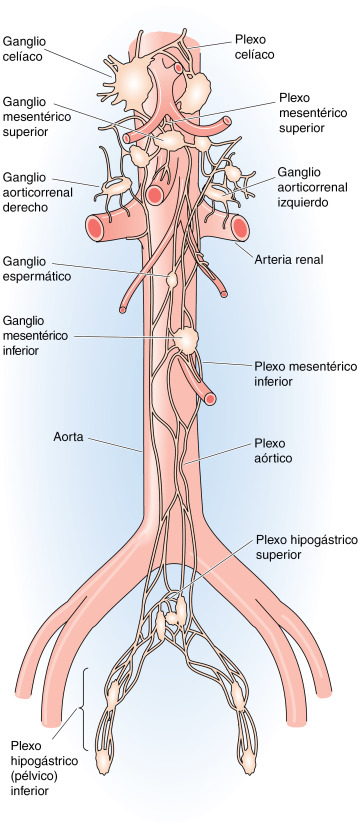 Ganglio
celíaco
Plexo
celíaco
Ganglio
mesentérico
superior
Plexo
mesentérico
superior
Ganglio
aorticorrenal
derecho
Ganglio
aorticorrenal
izquierdo
Arteria renal
Ganglio
espermático
Ganglio
mesentérico
inferior
Plexo mesentérico
inferior
Aorta
Plexo
aórtico
Plexo hipogástrico
superior
Plexo
hipogástrico
(pélvico)
inferior